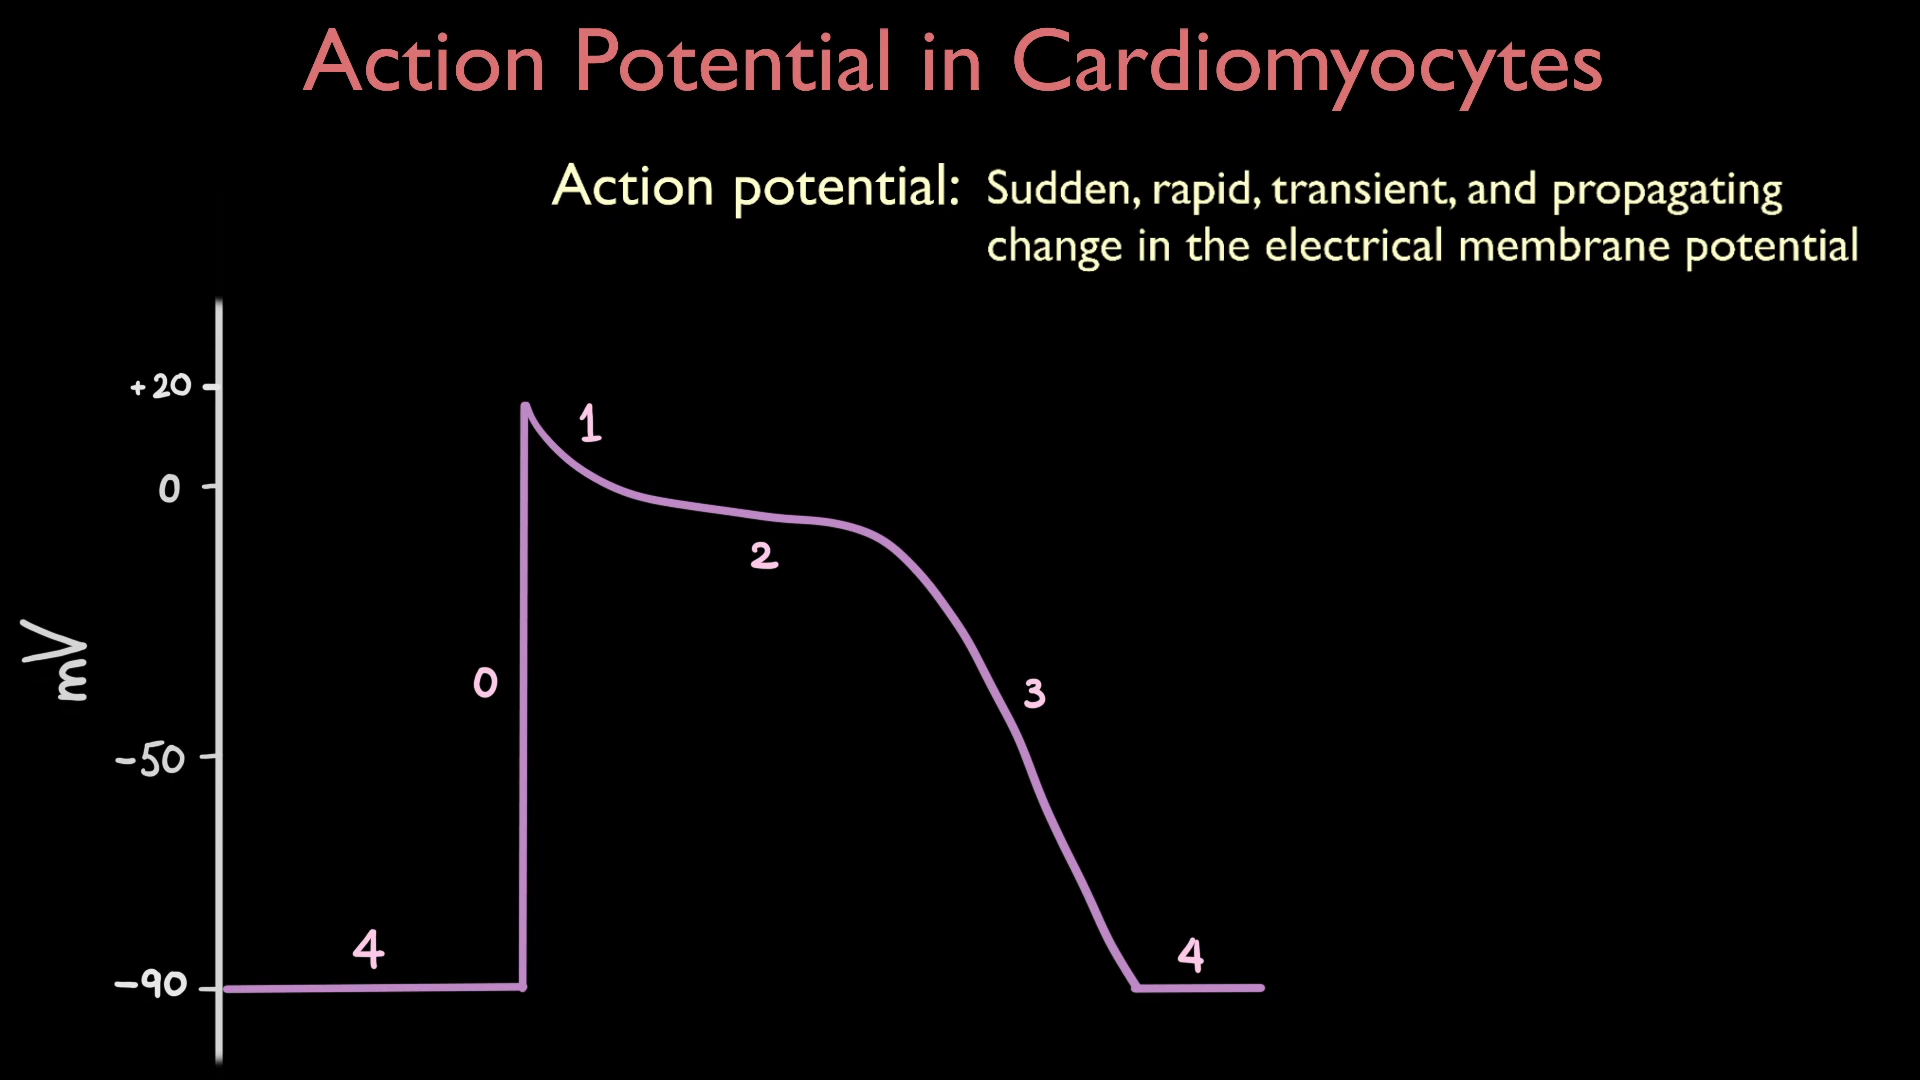 Action Potential in Cardiomyocytes
Action potential: Sudden, rapid, transient, and propagating
change in the electrical membrane potential
+20
1
0
2
mV
0
3
-50
4
4
-90